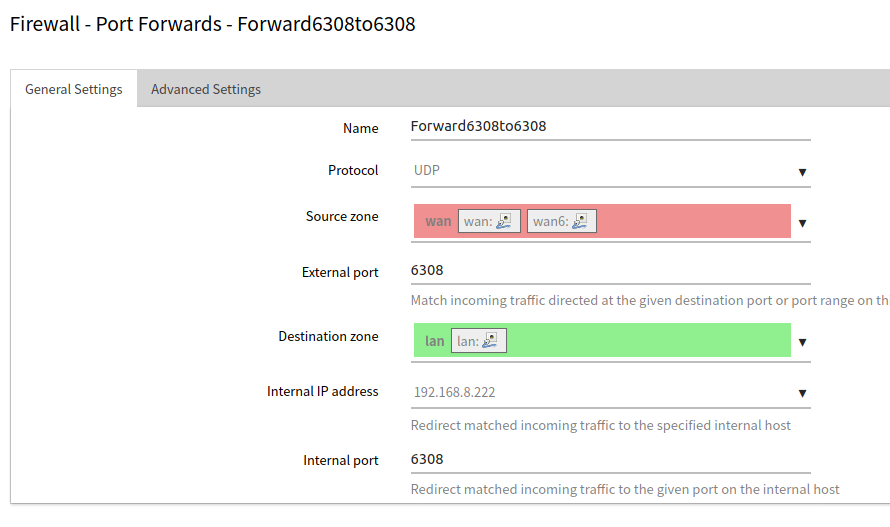 Firewall - Port Forwards - Forward6308to6308
General Settings Advanced Settings
Name Forward6308to6308
Protocol UDP
Source zone wan wan: wan6:
External port 6308
Match incoming traffic directed at the given destination port or port range on th
Destination zone lan lan:
Internal IP address 192.168.8.222
Redirect matched incoming traffic to the specified internal host
Internal port 6308
Redirect matched incoming traffic to the given port on the internal host